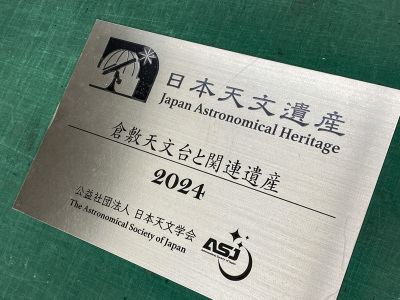 日本天文遺産
Japan Astronomical Heritage
倉敷天文台と関連遺産
2024
公益社団法人 日本天文学会
The Astronomical Society of Japan
ASJ